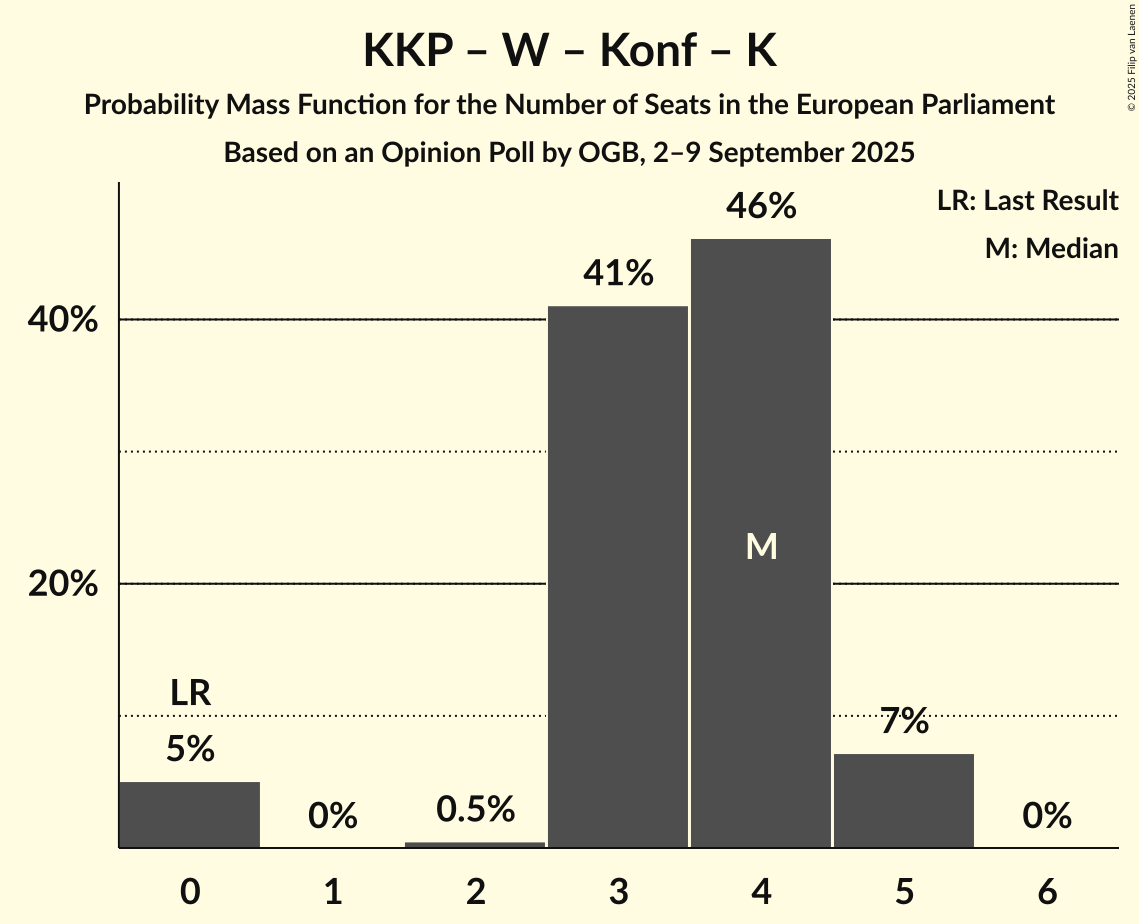 KKP – W – Konf – K
Probability Mass Function for the Number of Seats in the European Parliament
Based on an Opinion Poll by OGB, 2–9 September 2025
© 2025 Filip van Laenen
LR: Last Result
M: Median
40%
20%
LR
5%
0%
0.5%
41%
46%
M
7%
0%
0 1 2 3 4 5 6